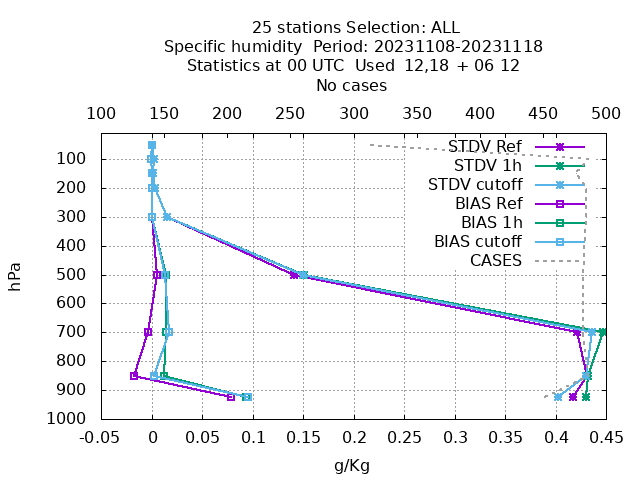 25 stations Selection: ALL
Specific humidity  Period: 20231108-20231118
Statistics at 00 UTC  Used  12,18 + 06 12
No cases
100 150 200 250 300 350 400 450 500
STDV Ref
STDV 1h
STDV cutoff
BIAS Ref
BIAS 1h
BIAS cutoff
CASES
hPa
100
200
300
400
500
600
700
800
900
1000
-0.05 0 0.05 0.1 0.15 0.2 0.25 0.3 0.35 0.4 0.45
g/Kg